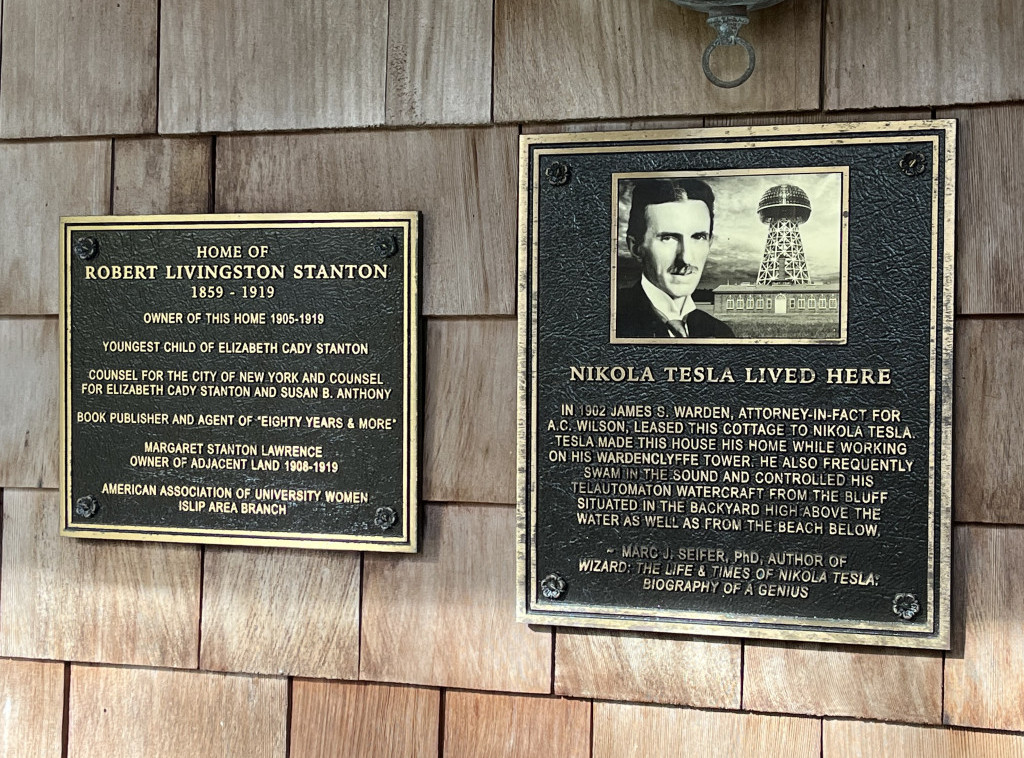 HOME OF
ROBERT LIVINGSTON STANTON
1859 - 1919
OWNER OF THIS HOME 1905-1919
YOUNGEST CHILD OF ELIZABETH CADY STANTON
COUNSEL FOR THE CITY OF NEW YORK AND COUNSEL
FOR ELIZABETH CADY STANTON AND SUSAN B. ANTHONY
BOOK PUBLISHER AND AGENT OF "EIGHTY YEARS & MORE"
MARGARET STANTON LAWRENCE
OWNER OF ADJACENT LAND 1908-1919
AMERICAN ASSOCIATION OF UNIVERSITY WOMEN
ISLIP AREA BRANCH
NIKOLA TESLA LIVED HERE
IN 1902 JAMES S. WARDEN, ATTORNEY-IN-FACT FOR
A.C. WILSON, LEASED THIS COTTAGE TO NIKOLA TESLA.
TESLA MADE THIS HOUSE HIS HOME WHILE WORKING
ON HIS WARDENCLYFFE TOWER. HE ALSO FREQUENTLY
SWAM IN THE SOUND AND CONTROLLED HIS
TELAUTOMATON WATERCRAFT FROM THE BLUFF
SITUATED IN THE BACKYARD HIGH ABOVE THE
WATER AS WELL AS FROM THE BEACH BELOW.
~ MARC J. SEIFER, PhD, AUTHOR OF
WIZARD: THE LIFE & TIMES OF NIKOLA TESLA:
BIOGRAPHY OF A GENIUS